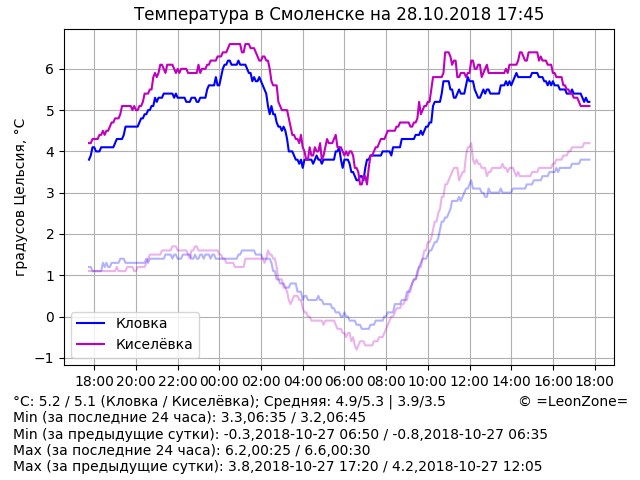 Температура в Смоленске на 28.10.2018 17:45
градусов Цельсия, °C
6
5
4
3
2
1
0
−1
Кловка
Киселёвка
18:00 20:00 22:00 00:00 02:00 04:00 06:00 08:00 10:00 12:00 14:00 16:00 18:00
°C: 5.2 / 5.1 (Кловка / Киселёвка); Средняя: 4.9/5.3 | 3.9/3.5 © =LeonZone=
Min (за последние 24 часа): 3.3,06:35 / 3.2,06:45
Min (за предыдущие сутки): -0.3,2018-10-27 06:50 / -0.8,2018-10-27 06:35
Max (за последние 24 часа): 6.2,00:25 / 6.6,00:30
Max (за предыдущие сутки): 3.8,2018-10-27 17:20 / 4.2,2018-10-27 12:05